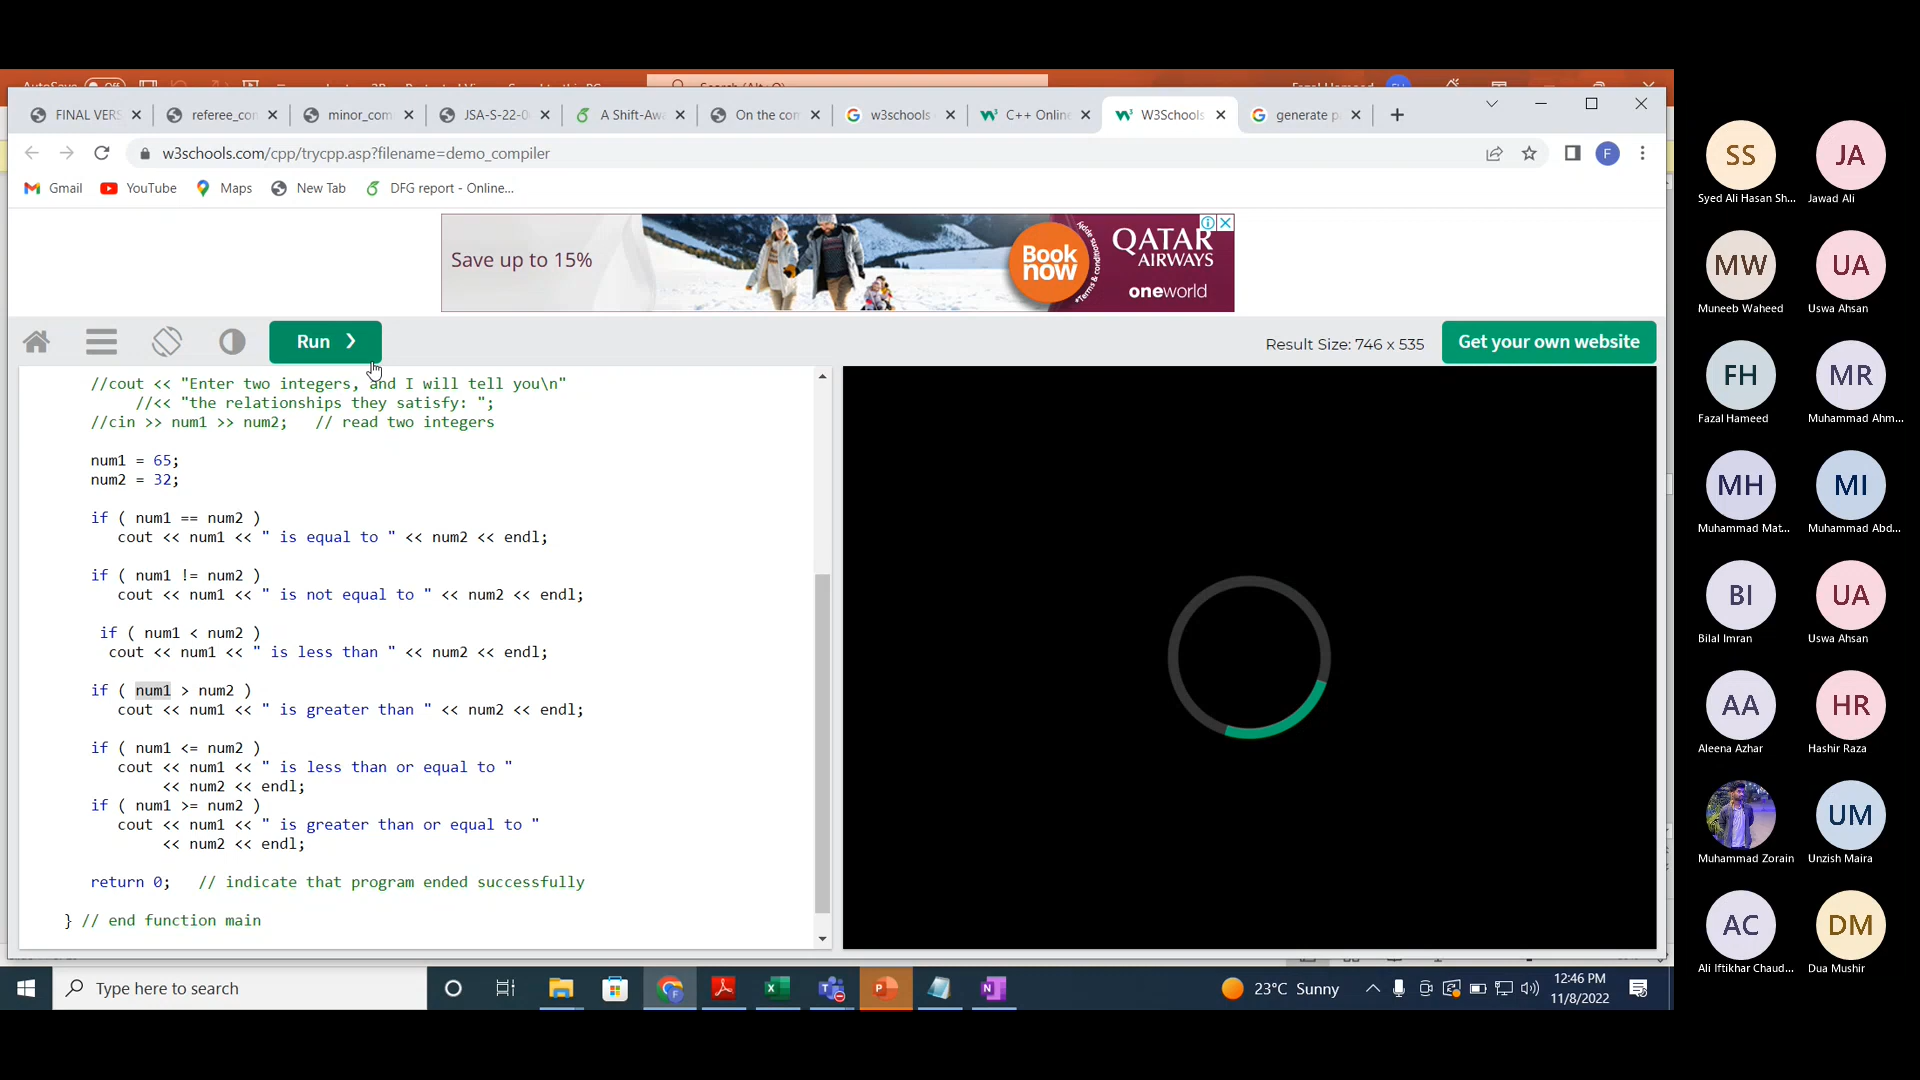 FINAL VERS
referee_con
minor_com
JSA-S-22-0
A Shift-Awa
On the con
w3schools
C++ Online
W3Schools
generate p
w3schools.com/cpp/trycpp.asp?filename=demo_compiler
F
Gmail
YouTube
Maps
New Tab
DFG report - Online...
Save up to 15%
Book now
*Terms & conditions apply
QATAR
AIRWAYS
oneworld
Run ❯
Result Size: 746 x 535
Get your own website
//cout << "Enter two integers, and I will tell you\n"
//<< "the relationships they satisfy: ";
//cin >> num1 >> num2;   // read two integers
num1 = 65;
num2 = 32;
if ( num1 == num2 )
cout << num1 << " is equal to " << num2 << endl;
if ( num1 != num2 )
cout << num1 << " is not equal to " << num2 << endl;
if ( num1 < num2 )
cout << num1 << " is less than " << num2 << endl;
if ( num1 > num2 )
cout << num1 << " is greater than " << num2 << endl;
if ( num1 <= num2 )
cout << num1 << " is less than or equal to "
<< num2 << endl;
if ( num1 >= num2 )
cout << num1 << " is greater than or equal to "
<< num2 << endl;
return 0;   // indicate that program ended successfully
} // end function main
Type here to search
23°C Sunny
12:46 PM
11/8/2022
SS
Syed Ali Hasan Sh...
JA
Jawad Ali
MW
Muneeb Waheed
UA
Uswa Ahsan
FH
Fazal Hameed
MR
Muhammad Ahm...
MH
Muhammad Mat...
MI
Muhammad Abd...
BI
Bilal Imran
UA
Uswa Ahsan
AA
Aleena Azhar
HR
Hashir Raza
Muhammad Zorain
UM
Unzish Maira
AC
Ali Iftikhar Chaud...
DM
Dua Mushir